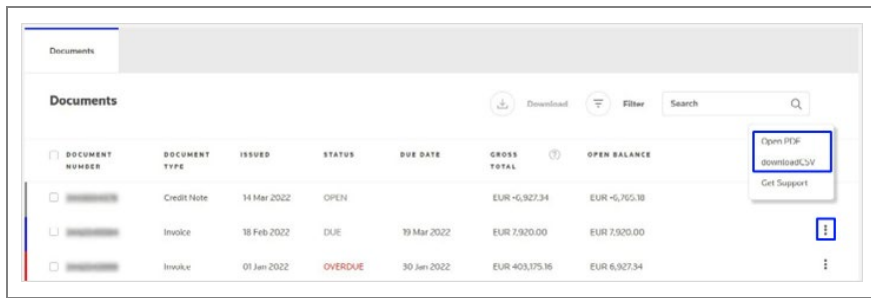 Documents
Documents
Download
Filter
Search
DOCUMENT NUMBER DOCUMENT TYPE ISSUED STATUS DUE DATE GROSS TOTAL OPEN BALANCE
Open PDF
downloadCSV
Get Support
Credit Note 14 Mar 2022 OPEN EUR -6,927.34 EUR -6,765.18
Invoice 18 Feb 2022 DUE 19 Mar 2022 EUR 7,920.00 EUR 7,920.00
Invoice 01 Jan 2022 OVERDUE 30 Jan 2022 EUR 403,175.16 EUR 6,927.34